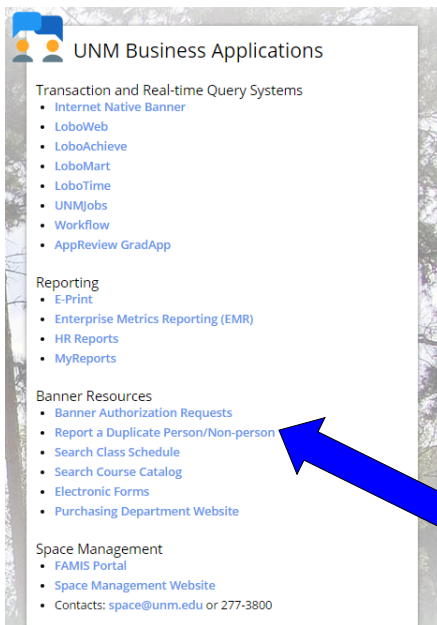 UNM Business Applications
Transaction and Real-time Query Systems
• Internet Native Banner
• LoboWeb
• LoboAchieve
• LoboMart
• LoboTime
• UNMJobs
• Workflow
• AppReview GradApp
Reporting
• E-Print
• Enterprise Metrics Reporting (EMR)
• HR Reports
• MyReports
Banner Resources
• Banner Authorization Requests
• Report a Duplicate Person/Non-person
• Search Class Schedule
• Search Course Catalog
• Electronic Forms
• Purchasing Department Website
Space Management
• FAMIS Portal
• Space Management Website
• Contacts: space@unm.edu or 277-3800